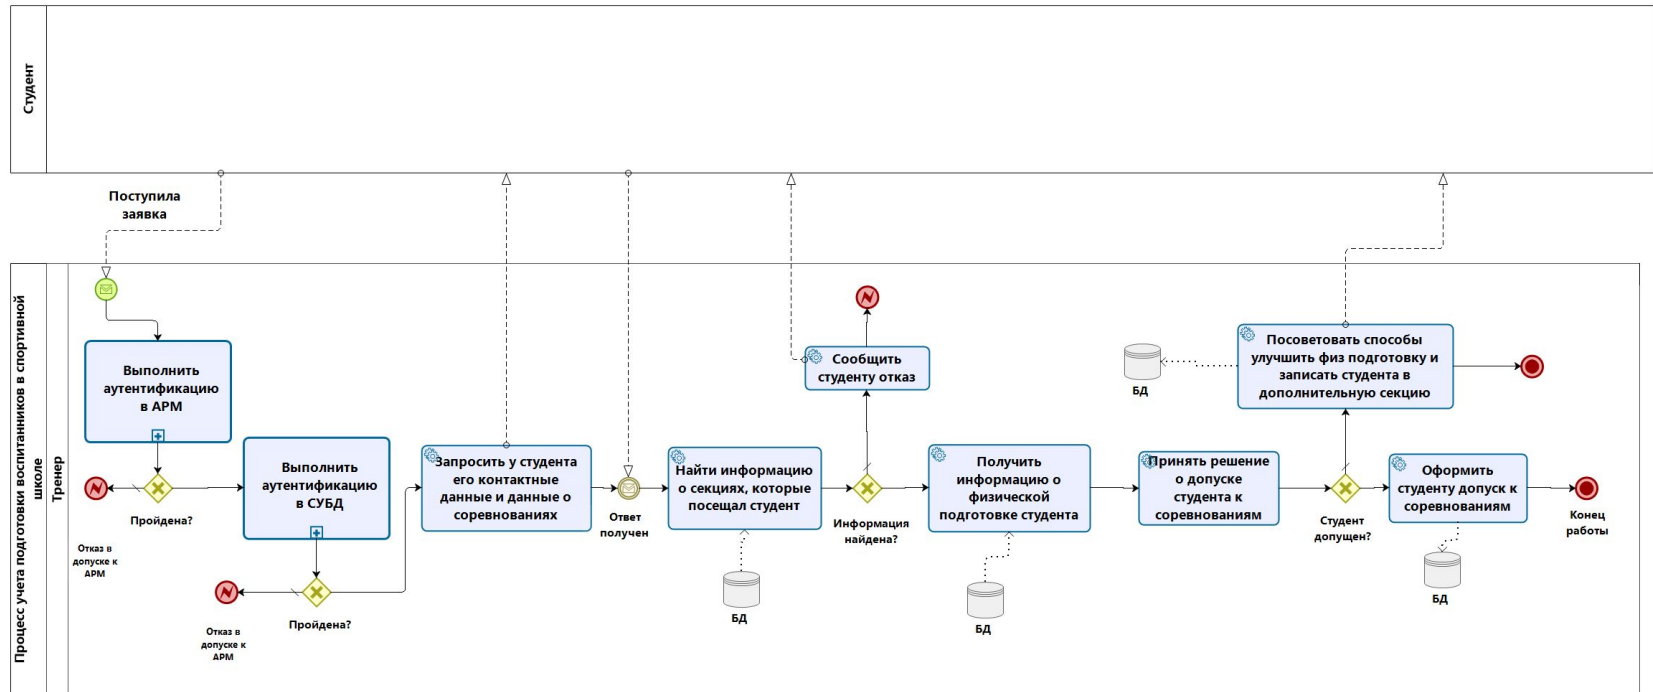 Студент
Поступила
заявка
Процесс учета подготовки воспитанников в спортивной
школе
Тренер
Выполнить
аутентификацию
в АРМ
Пройдена?
Отказ в
допуске к
АРМ
Выполнить
аутентификацию
в СУБД
Пройдена?
Отказ в
допуске к
АРМ
Запросить у студента
его контактные
данные и данные о
соревнованиях
Ответ
получен
Найти информацию
о секциях, которые
посещал студент
БД
Сообщить
студенту отказ
Информация
найдена?
Получить
информацию о
физической
подготовке студента
БД
Принять решение
о допуске
студента к
соревнованиям
Студент
допущен?
Посоветовать способы
улучшить физ подготовку и
записать студента в
дополнительную секцию
БД
Оформить
студенту допуск к
соревнованиям
БД
Конец
работы